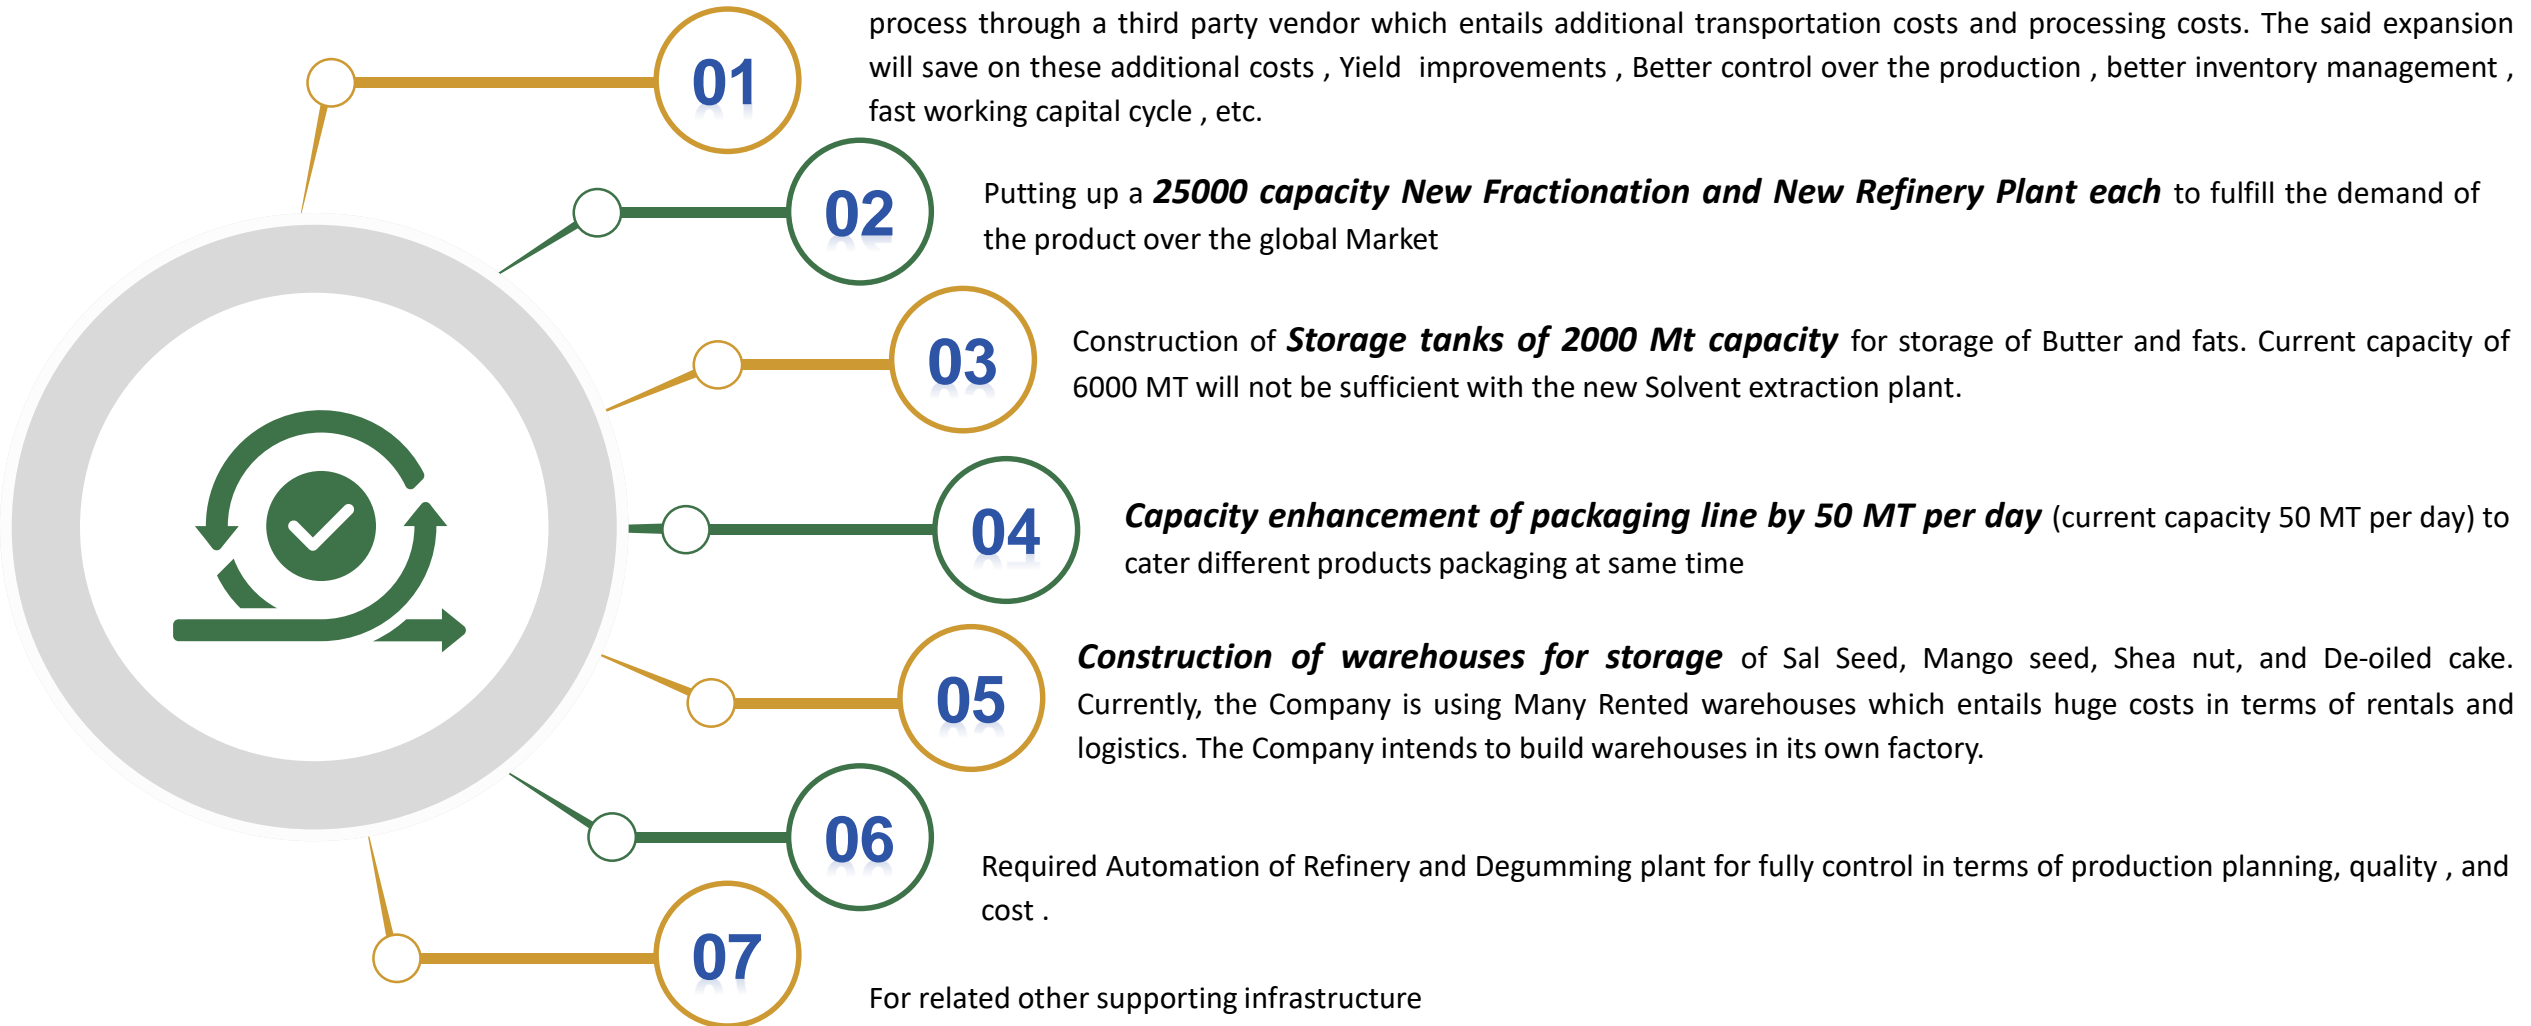 01
process through a third party vendor which entails additional transportation costs and processing costs. The said expansion
will save on these additional costs , Yield improvements , Better control over the production , better inventory management ,
fast working capital cycle , etc.
02
Putting up a 25000 capacity New Fractionation and New Refinery Plant each to fulfill the demand of
the product over the global Market
03
Construction of Storage tanks of 2000 Mt capacity for storage of Butter and fats. Current capacity of
6000 MT will not be sufficient with the new Solvent extraction plant.
04
Capacity enhancement of packaging line by 50 MT per day (current capacity 50 MT per day) to
cater different products packaging at same time
05
Construction of warehouses for storage of Sal Seed, Mango seed, Shea nut, and De-oiled cake.
Currently, the Company is using Many Rented warehouses which entails huge costs in terms of rentals and
logistics. The Company intends to build warehouses in its own factory.
06
Required Automation of Refinery and Degumming plant for fully control in terms of production planning, quality , and
cost .
07
For related other supporting infrastructure